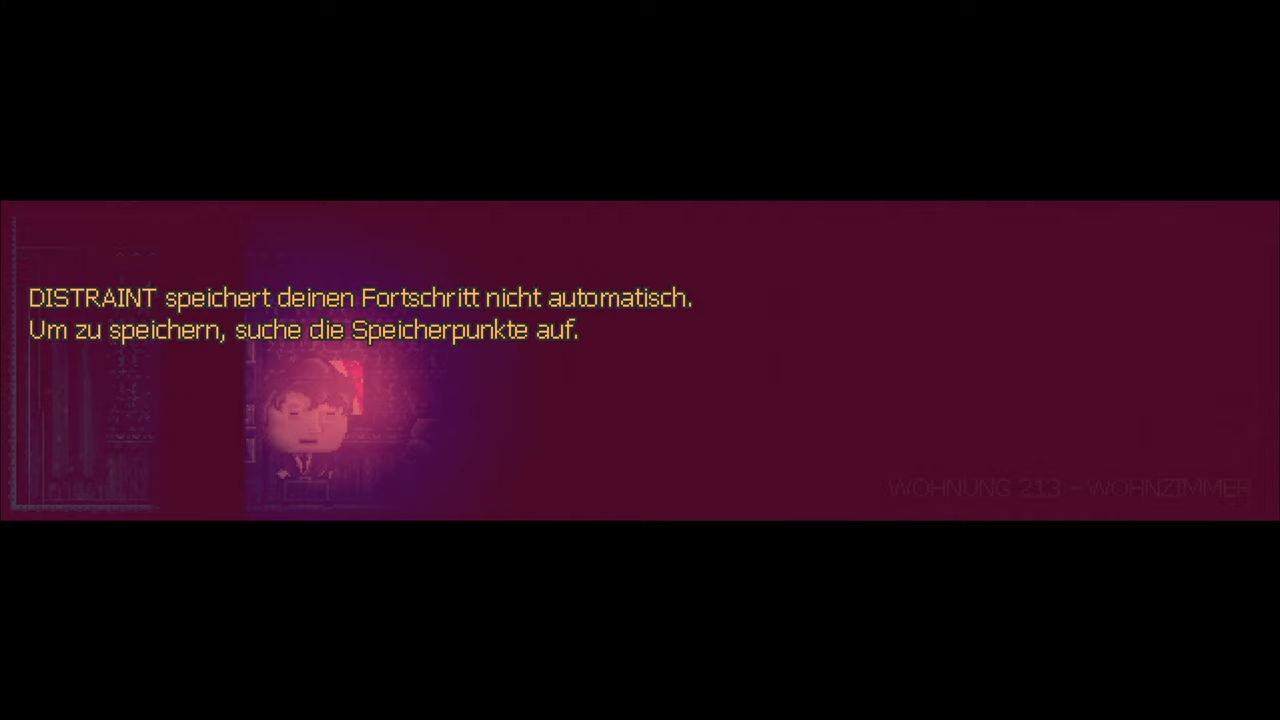 DISTRAINT speichert deinen Fortschritt nicht automatisch.
Um zu speichern, suche die Speicherpunkte auf.
WOHNUNG 213 - WOHNZIMMER